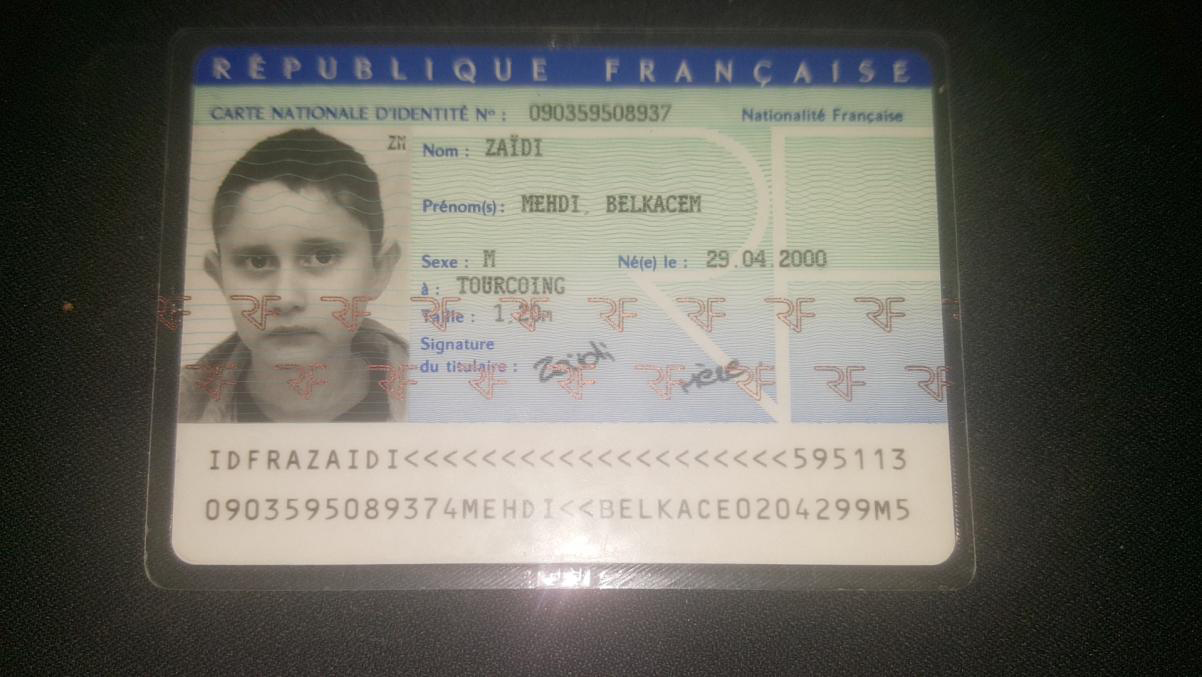 RÉPUBLIQUE FRANÇAISE
CARTE NATIONALE D'IDENTITÉ Nº : 090359508937 Nationalité Française
ZM
Nom : ZAÏDI
Prénom(s) : MEHDI, BELKACEM
Sexe : M Né(e) le : 29.04.2000
à : TOURCOING
Taille : 1,20m
Signature
du titulaire : Zaïdi Mère
RF RF RF RF RF RF RF RF RF
RF RF RF RF RF RF RF RF RF
IDFRAZAIDI<<<<<<<<<<<<<<<<<<<<595113
0903595089374MEHDI<<BELKACE0204299M5